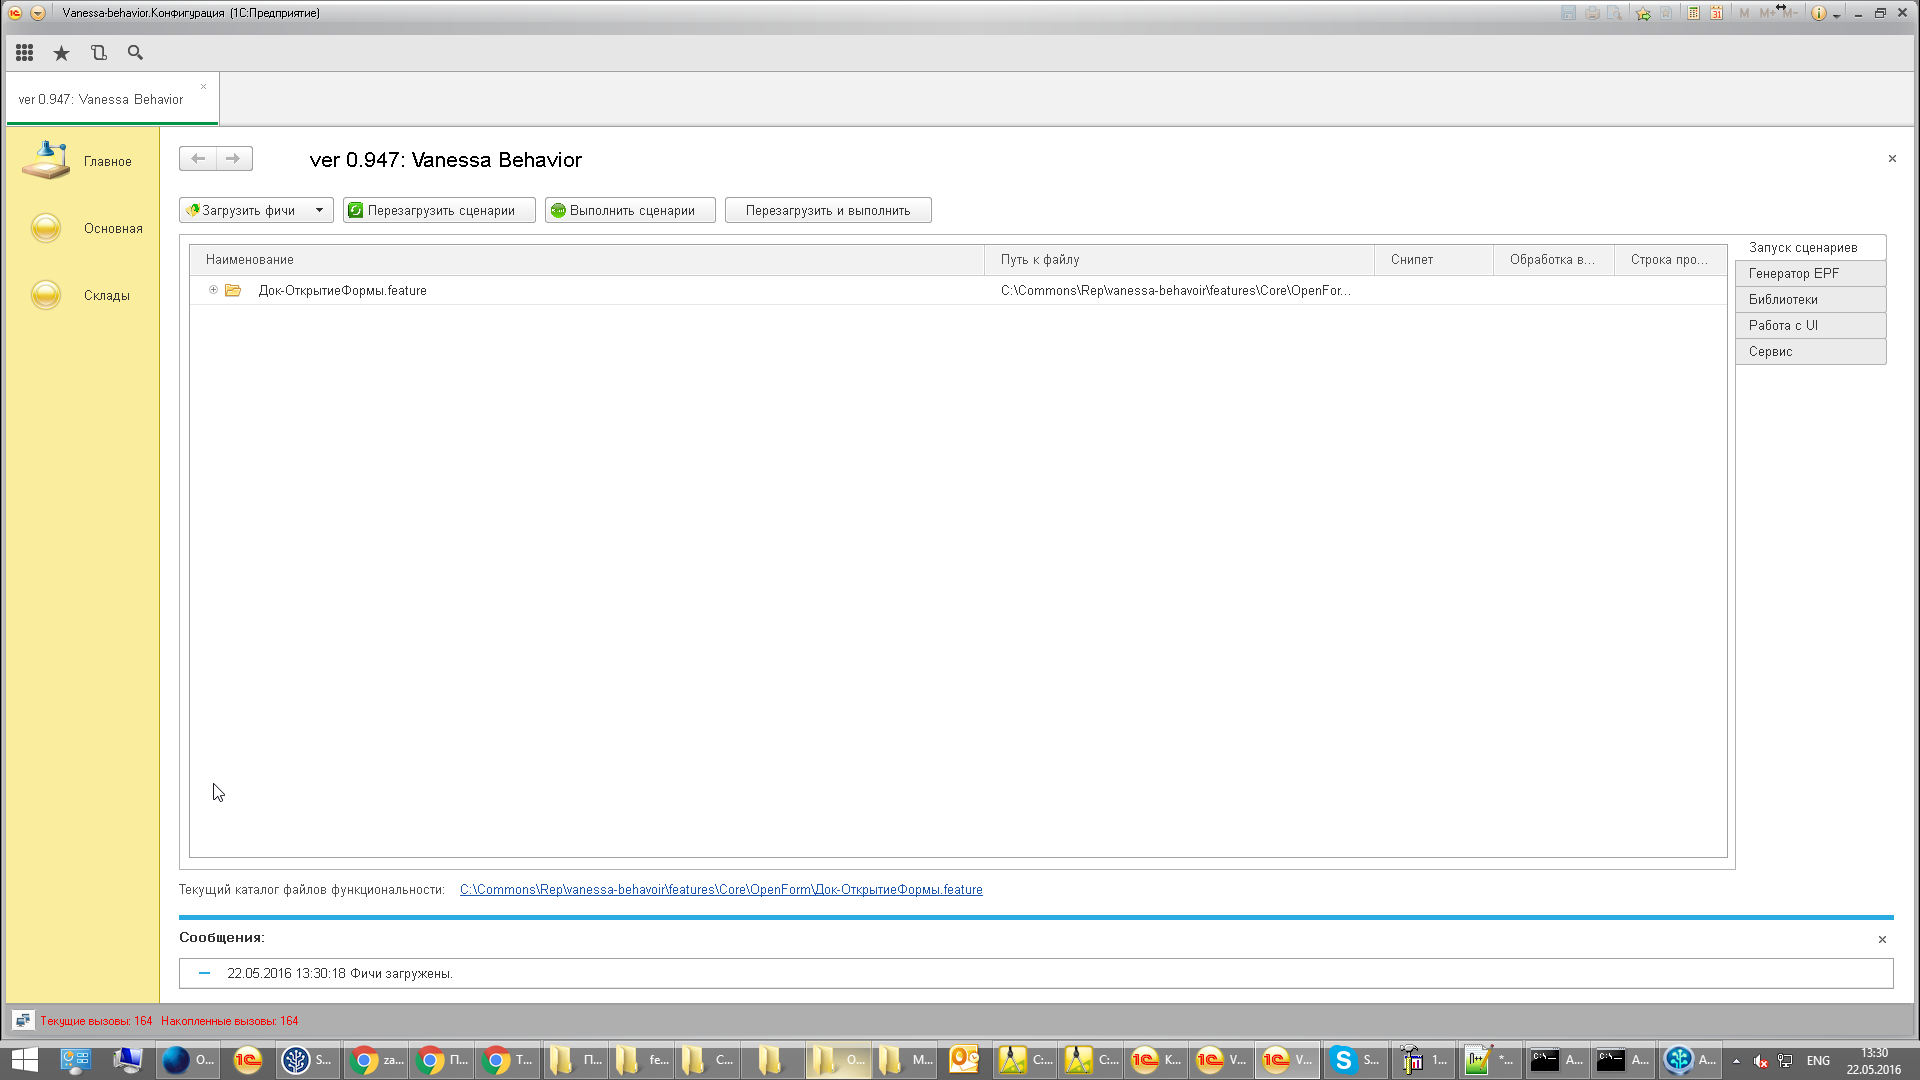 Vanessa-behavior.Конфигурация (1С:Предприятие)
M M+ M-
ver 0.947: Vanessa Behavior
Главное
Основная
Склады
ver 0.947: Vanessa Behavior
Загрузить фичи
Перезагрузить сценарии
Выполнить сценарии
Перезагрузить и выполнить
Наименование
Путь к файлу
Снипет
Обработка в...
Строка про...
Док-ОткрытиеФормы.feature
C:\Commons\Rep\vanessa-behavoir\features\Core\OpenFor...
Запуск сценариев
Генератор EPF
Библиотеки
Работа с UI
Сервис
Текущий каталог файлов функциональности:
C:\Commons\Rep\vanessa-behavoir\features\Core\OpenForm\Док-ОткрытиеФормы.feature
Сообщения:
22.05.2016 13:30:18 Фичи загружены.
Текущие вызовы: 164 Накопленные вызовы: 164
O...
S...
za...
П...
T...
П...
fe...
C...
O...
M...
C:...
C:...
K...
V...
V...
S...
1...
*...
A...
A...
A...
ENG
13:30
22.05.2016